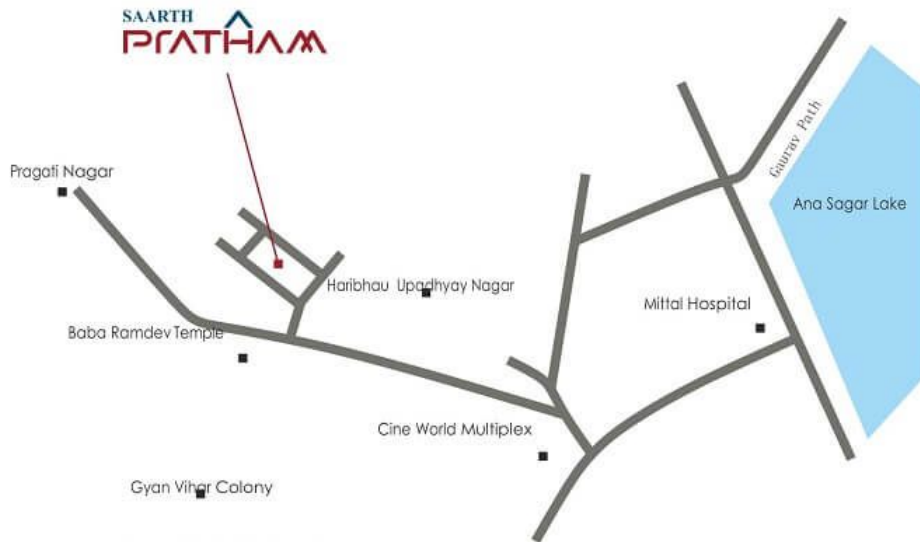 SAARTH
PRATHAM
Pragati Nagar
Gaurav Path
Ana Sagar Lake
Haribhau Upadhyay Nagar
Mittal Hospital
Baba Ramdev Temple
Cine World Multiplex
Gyan Vihar Colony